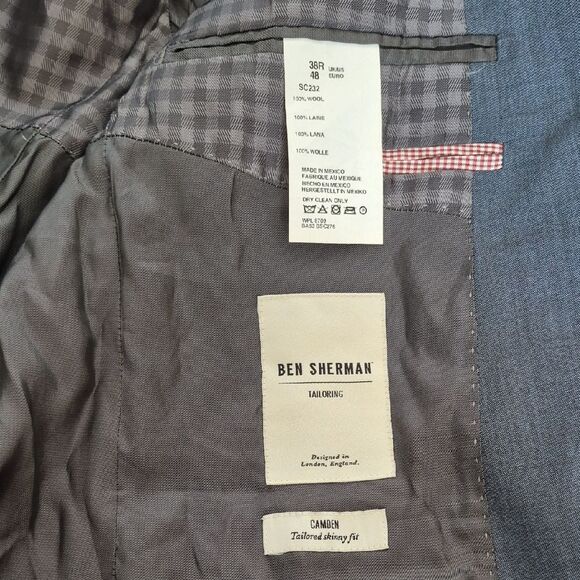 38R UK/US
48 EURO
SC232
100% WOOL
100% LAINE
100% LANA
100% WOLLE
MADE IN MEXICO
FABRIQUE AU MEXIQUE
HECHO EN MEXICO
HERGESTELLT IN MEXIKO
DRY CLEAN ONLY
WPL 6709
BEN SHERMAN
TAILORING
Designed in
London, England.
CAMDEN
Tailored skinny fit